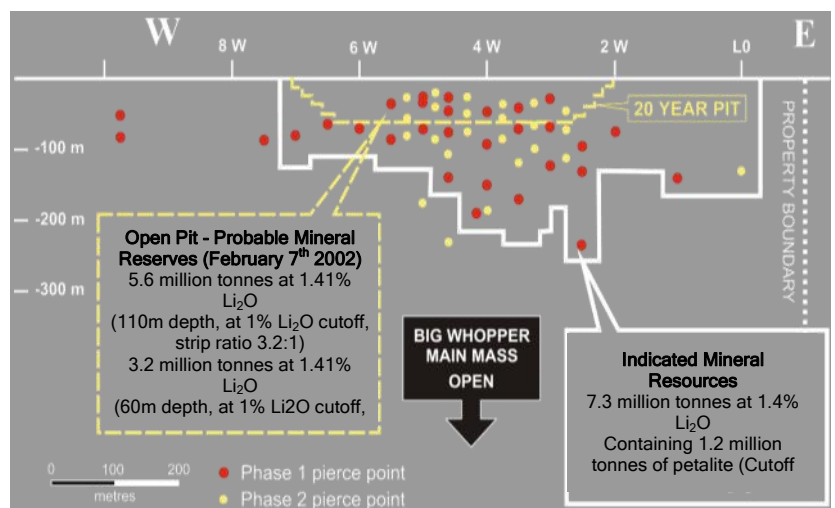 W
E
8 W
6 W
4 W
2 W
L0
20 YEAR PIT
PROPERTY BOUNDARY
-100 m
-200 m
-300 m
Open Pit - Probable Mineral
Reserves (February 7th 2002)
5.6 million tonnes at 1.41%
Li₂O
(110m depth, at 1% Li₂O cutoff,
strip ratio 3.2:1)
3.2 million tonnes at 1.41%
Li₂O
(60m depth, at 1% Li2O cutoff,
BIG WHOPPER
MAIN MASS
OPEN
Indicated Mineral
Resources
7.3 million tonnes at 1.4%
Li₂O
Containing 1.2 million
tonnes of petalite (Cutoff
0 100 200
metres
Phase 1 pierce point
Phase 2 pierce point